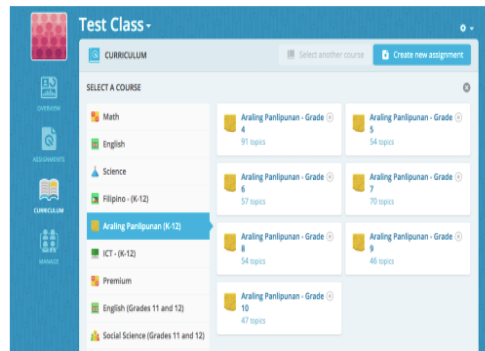 Test Class
CURRICULUM
Select another course
Create new assignment
SELECT A COURSE
OVERVIEW
ASSIGNMENTS
CURRICULUM
MANAGE
Math
English
Science
Filipino - (K-12)
Araling Panlipunan (K-12)
ICT - (K-12)
Premium
English (Grades 11 and 12)
Social Science (Grades 11 and 12)
Araling Panlipunan - Grade
4
91 topics
Araling Panlipunan - Grade
5
54 topics
Araling Panlipunan - Grade
6
57 topics
Araling Panlipunan - Grade
7
70 topics
Araling Panlipunan - Grade
8
54 topics
Araling Panlipunan - Grade
9
46 topics
Araling Panlipunan - Grade
10
47 topics